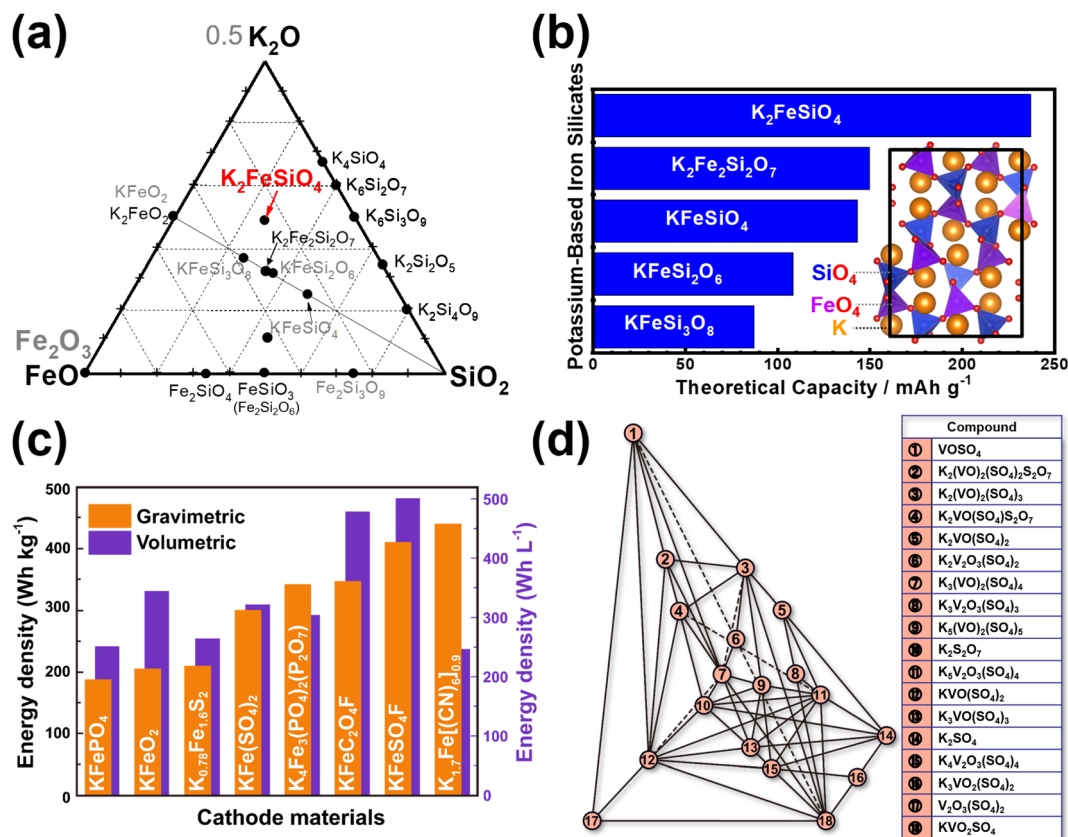 (a)
0.5 K₂O
K₄SiO₄
K₆Si₂O₇
K₂FeSiO₄
KFeO₂
K₂FeO₂
K₆Si₃O₉
K₂Fe₂Si₂O₇
KFeSi₃O₈
KFeSi₂O₆
K₂Si₂O₅
K₂Si₄O₉
KFeSiO₄
Fe₂O₃
FeO
SiO₂
Fe₂SiO₄
FeSiO₃
(Fe₂Si₂O₆)
Fe₂Si₃O₉
(b)
Potassium-Based Iron Silicates
K₂FeSiO₄
K₂Fe₂Si₂O₇
KFeSiO₄
KFeSi₂O₆
KFeSi₃O₈
SiO₄
FeO₄
K
0 50 100 150 200 250
Theoretical Capacity / mAh g⁻¹
(c)
Energy density (Wh kg⁻¹)
500
400
300
200
100
0
Gravimetric
Volumetric
KFePO₄
KFeO₂
K₀.₇₈Fe₁.₆S₂
KFe(SO₄)₂
K₄Fe₃(PO₄)₂(P₂O₇)
KFeC₂O₄F
KFeSO₄F
K₁.₇Fe[(CN)₆]₀.₉
500
400
300
200
100
0
Energy density (Wh L⁻¹)
Cathode materials
(d)
1
2
3
4
5
6
7
8
9
10
11
12
13
14
15
16
17
18
Compound
① VOSO₄
② K₂(VO)₂(SO₄)₂S₂O₇
③ K₂(VO)₂(SO₄)₃
④ K₂VO(SO₄)S₂O₇
⑤ K₂VO(SO₄)₂
⑥ K₂V₂O₃(SO₄)₂
⑦ K₃(VO)₂(SO₄)₄
⑧ K₃V₂O₃(SO₄)₃
⑨ K₅(VO)₂(SO₄)₅
⑩ K₂S₂O₇
⑪ K₅V₂O₃(SO₄)₄
⑫ KVO(SO₄)₂
⑬ K₃VO(SO₄)₃
⑭ K₂SO₄
⑮ K₄V₂O₃(SO₄)₄
⑯ K₃VO₂(SO₄)₂
⑰ V₂O₃(SO₄)₂
⑱ KVO₂SO₄